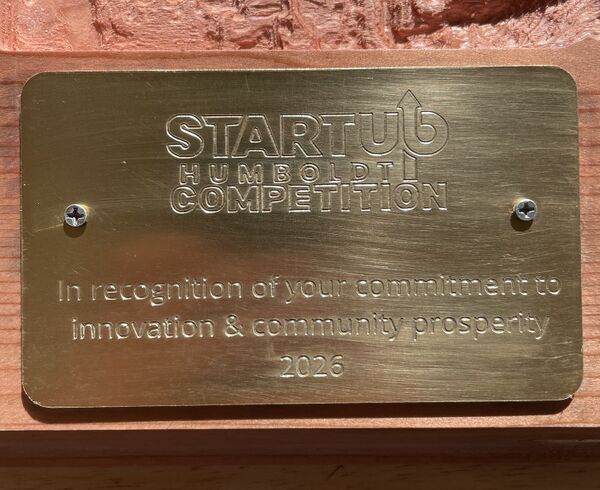 STARTUP
HUMBOLDT
COMPETITION
In recognition of your commitment to
innovation & community prosperity
2026